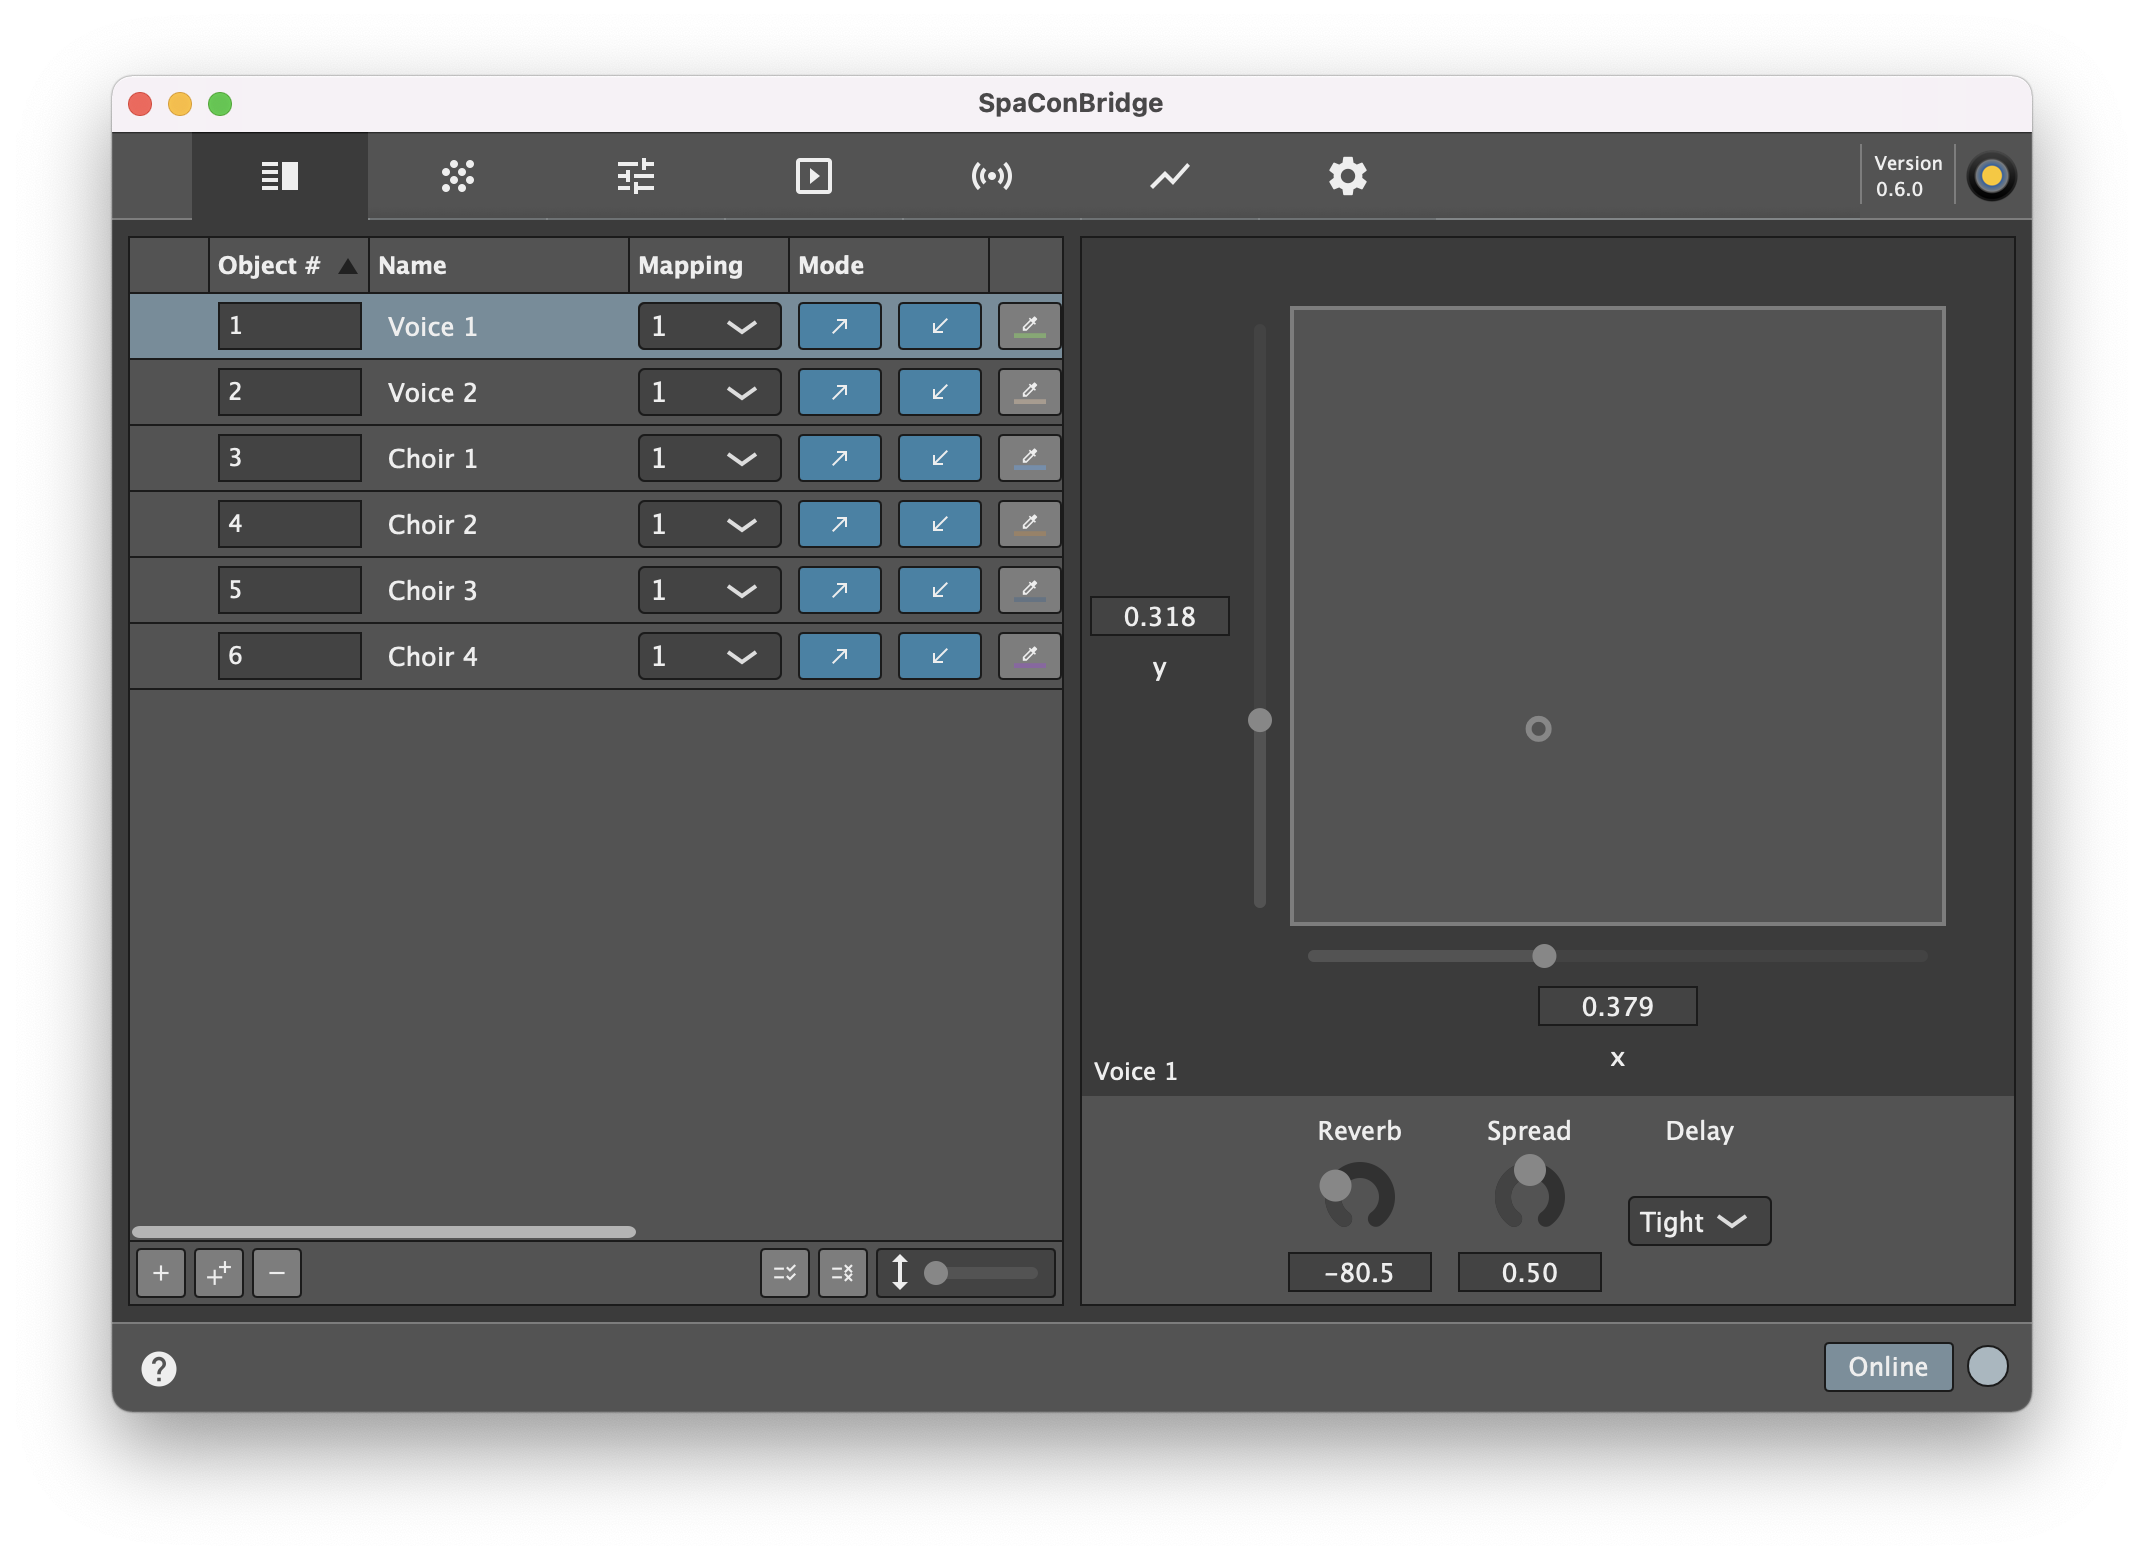 SpaConBridge
Version
0.6.0
Object # Name Mapping Mode
1 Voice 1 1
2 Voice 2 1
3 Choir 1 1
4 Choir 2 1
5 Choir 3 1
6 Choir 4 1
0.318
y
0.379
x
Voice 1
Reverb Spread Delay
Tight
-80.5 0.50
Online